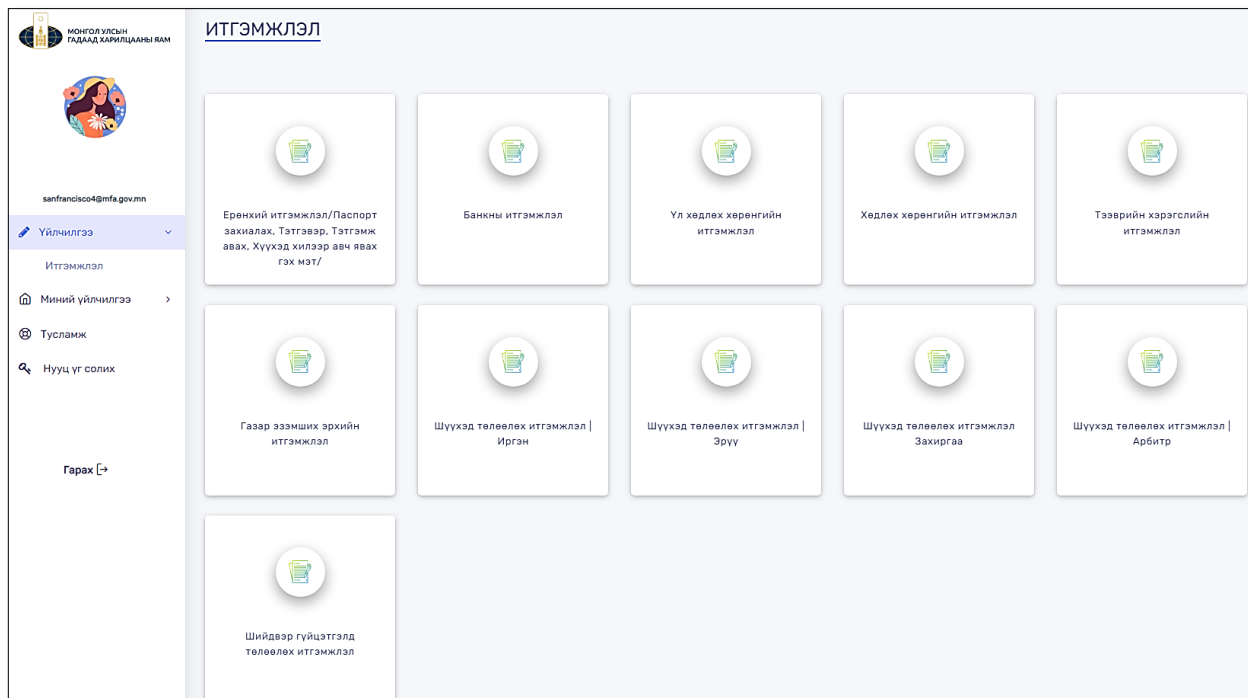 МОНГОЛ УЛСЫН
ГАДААД ХАРИЛЦААНЫ ЯАМ
sanfrancisco4@mfa.gov.mn
Үйлчилгээ
Итгэмжлэл
Миний үйлчилгээ
Тусламж
Нууц үг солих
Гарах
ИТГЭМЖЛЭЛ
Ерөнхий итгэмжлэл/Паспорт
захиалах, Тэтгэвэр, Тэтгэмж
авах, Хүүхэд хилээр авч явах
гэх мэт/
Банкны итгэмжлэл
Үл хөдлөх хөрөнгийн
итгэмжлэл
Хөдлөх хөрөнгийн итгэмжлэл
Тээврийн хэрэгслийн
итгэмжлэл
Газар эзэмших эрхийн
итгэмжлэл
Шүүхэд төлөөлөх итгэмжлэл |
Иргэн
Шүүхэд төлөөлөх итгэмжлэл |
Эрүү
Шүүхэд төлөөлөх итгэмжлэл
Захиргаа
Шүүхэд төлөөлөх итгэмжлэл |
Арбитр
Шийдвэр гүйцэтгэлд
төлөөлөх итгэмжлэл